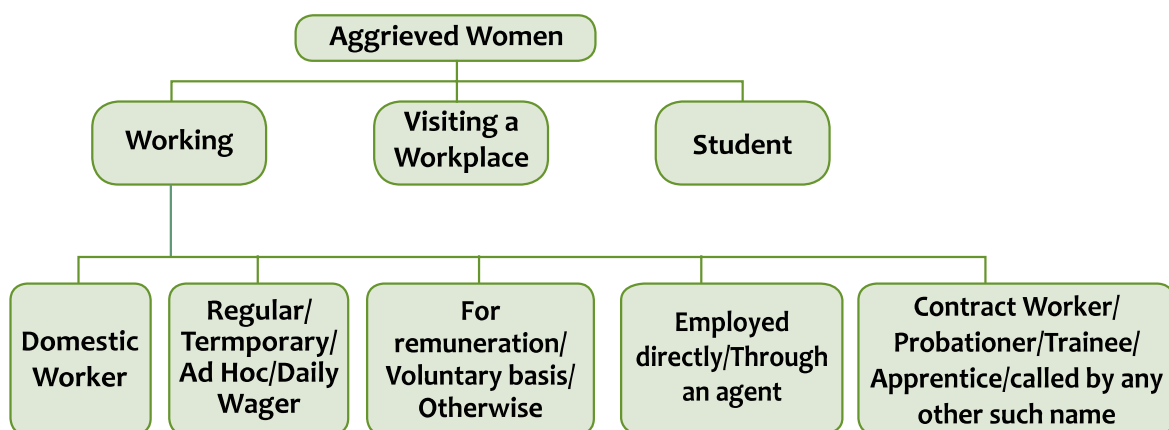 Aggrieved Women
Working
Visiting a
Workplace
Student
Domestic
Worker
Regular/
Termporary/
Ad Hoc/Daily
Wager
For
remuneration/
Voluntary basis/
Otherwise
Employed
directly/Through
an agent
Contract Worker/
Probationer/Trainee/
Apprentice/called by any
other such name